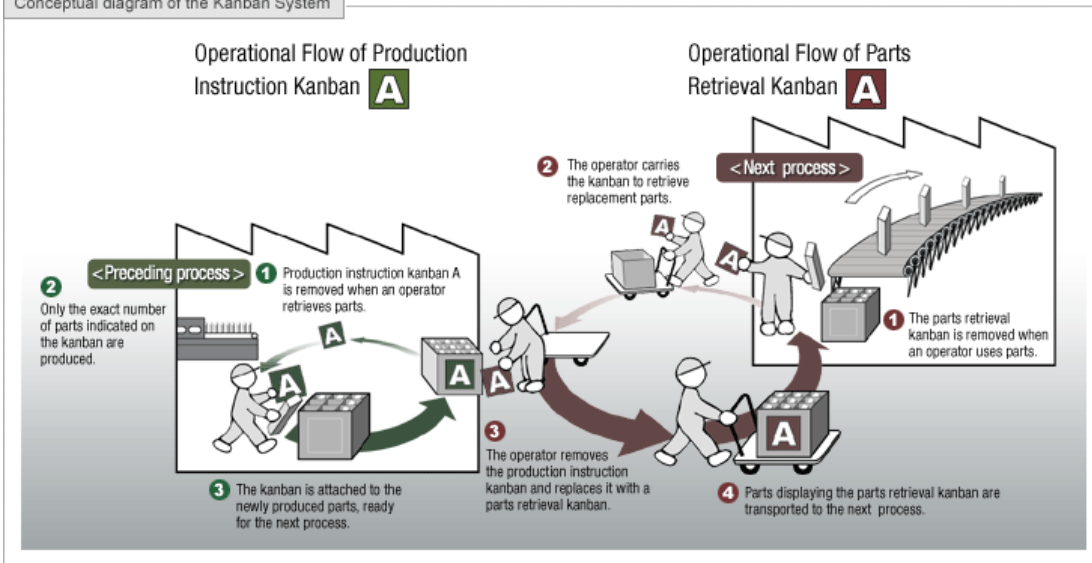 Conceptual diagram of the Kanban System
Operational Flow of Production
Instruction Kanban A
Operational Flow of Parts
Retrieval Kanban A
2 The operator carries
the kanban to retrieve
replacement parts.
<Next process>
A
A
1 The parts retrieval
kanban is removed when
an operator uses parts.
<Preceding process>
1 Production instruction kanban A
is removed when an operator
retrieves parts.
2
Only the exact number
of parts indicated on
the kanban are
produced.
A
A
A
A
A
3 The kanban is attached to the
newly produced parts, ready
for the next process.
3
The operator removes
the production instruction
kanban and replaces it with a
parts retrieval kanban.
4 Parts displaying the parts retrieval kanban are
transported to the next process.